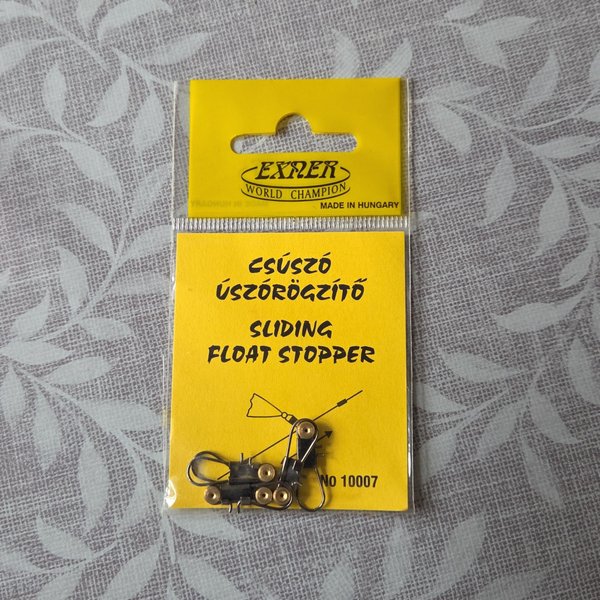 EXNER
WORLD CHAMPION
MADE IN HUNGARY
CSÚSZÓ
ÚSZÓRÖGZÍTŐ
SLIDING
FLOAT STOPPER
No 10007